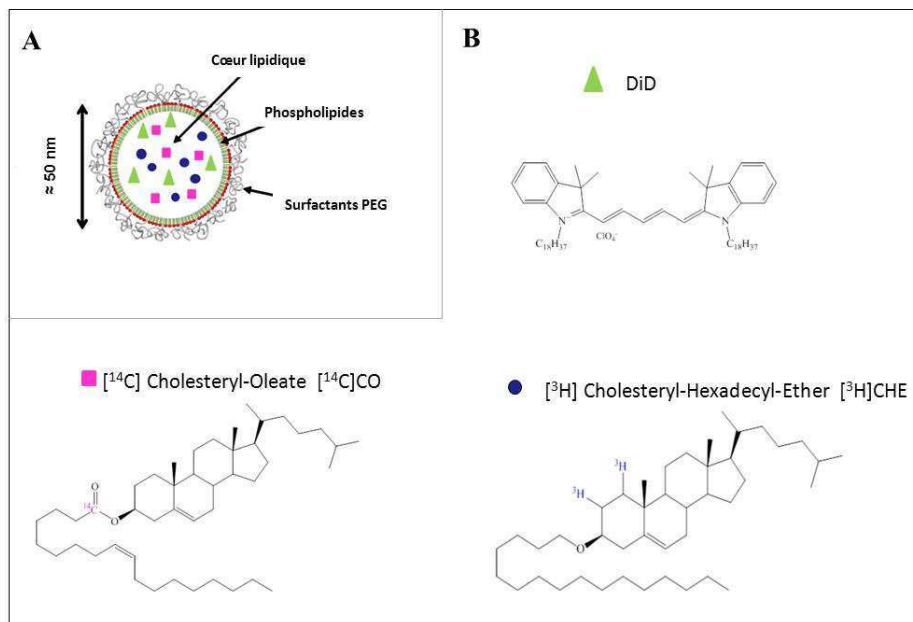 A
Cœur lipidique
Phospholipides
Surfactants PEG
≈ 50 nm
B
DiD
N
C₁₈H₃₇
ClO₄⁻
N
C₁₈H₃₇
[¹⁴C] Cholesteryl-Oleate [¹⁴C]CO
O
¹⁴C
O
[³H] Cholesteryl-Hexadecyl-Ether [³H]CHE
³H
³H
O